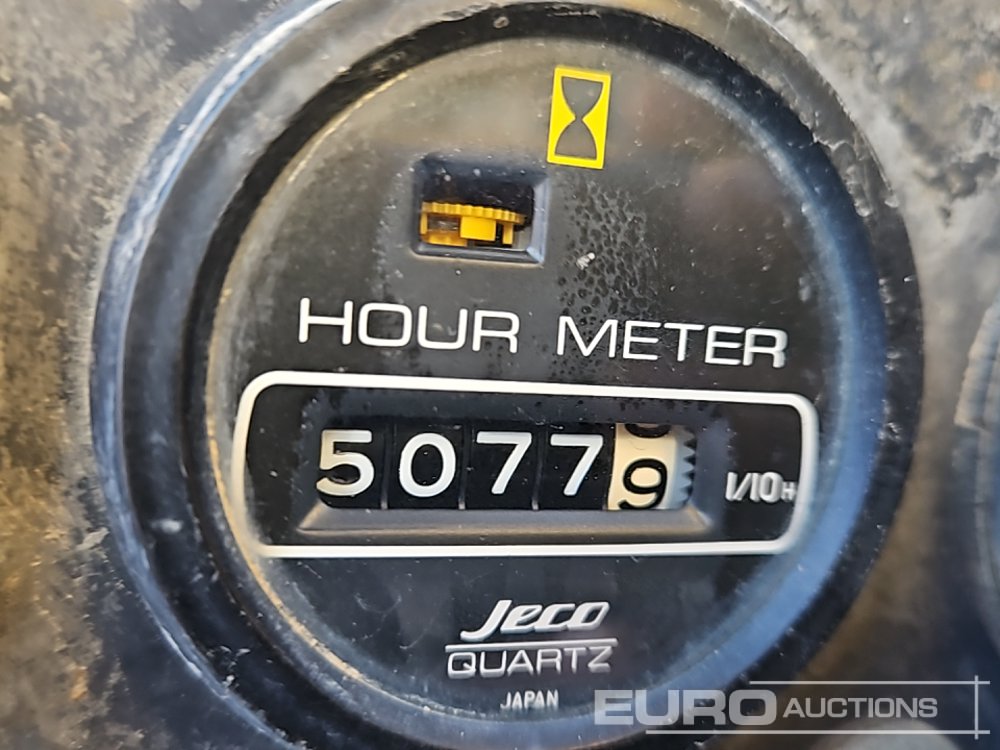 HOUR METER
50779 1/10H
Jeco
QUARTZ
JAPAN
EURO AUCTIONS